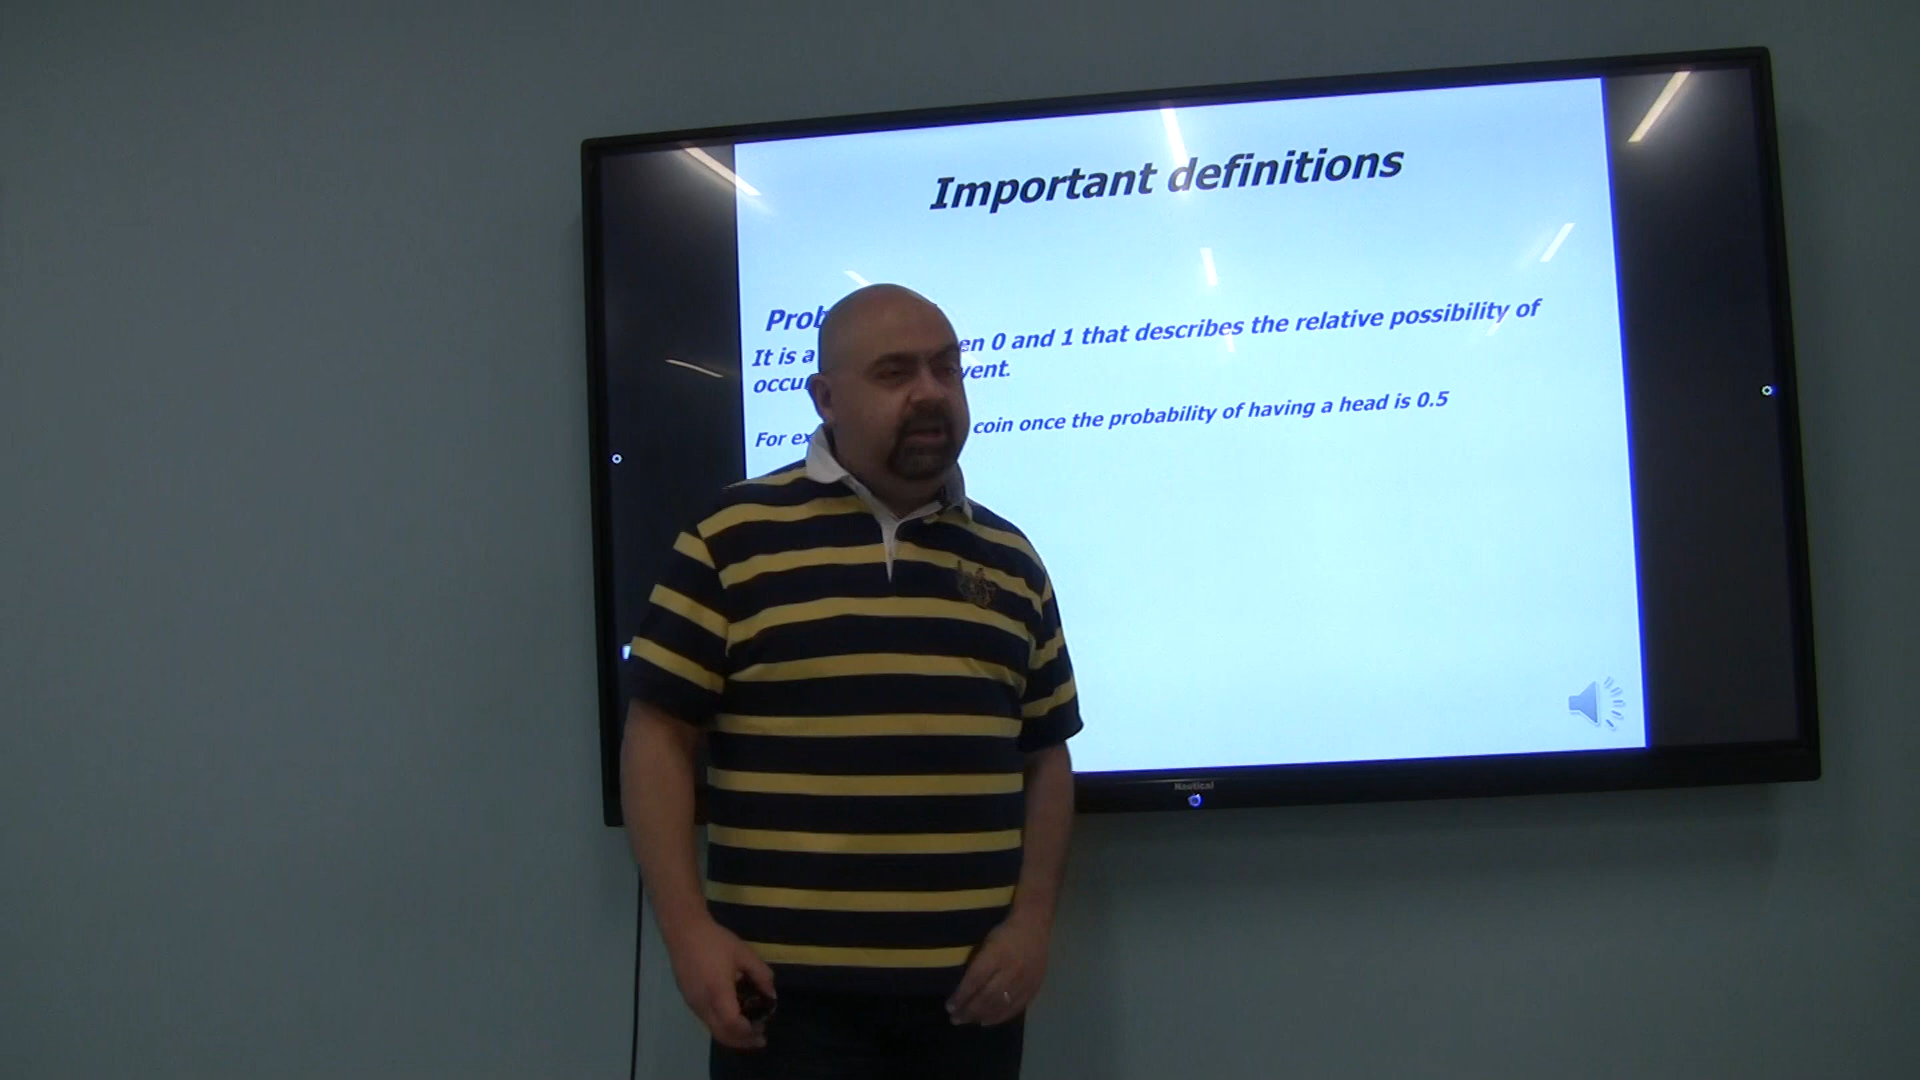 Important definitions
Prob
It is a en 0 and 1 that describes the relative possibility of
occu vent.
For ex coin once the probability of having a head is 0.5
Nautical